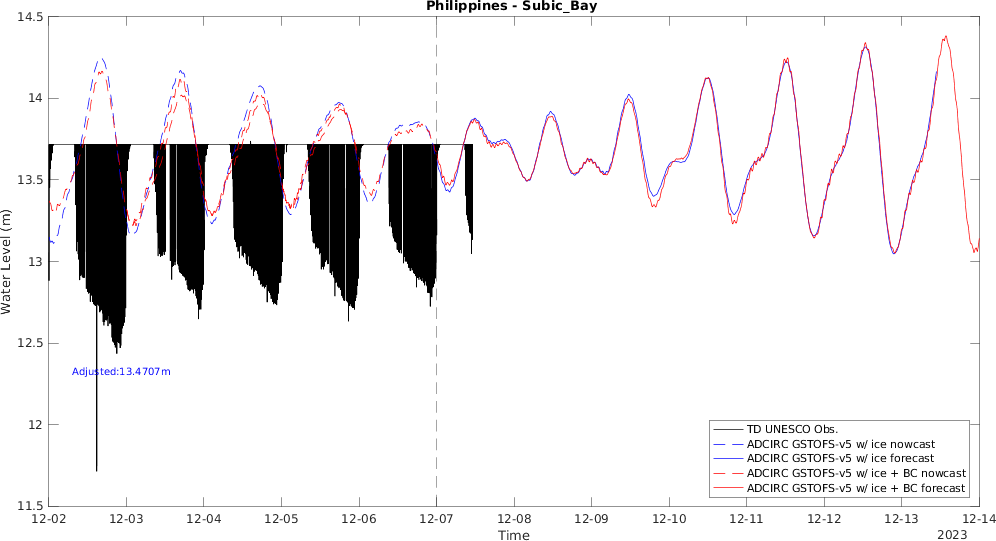 Philippines - Subic_Bay
14.5
14
13.5
13
12.5
12
11.5
Water Level (m)
Adjusted:13.4707m
TD UNESCO Obs.
ADCIRC GSTOFS-v5 w/ ice nowcast
ADCIRC GSTOFS-v5 w/ ice forecast
ADCIRC GSTOFS-v5 w/ ice + BC nowcast
ADCIRC GSTOFS-v5 w/ ice + BC forecast
12-02 12-03 12-04 12-05 12-06 12-07 12-08 12-09 12-10 12-11 12-12 12-13 12-14
Time
2023